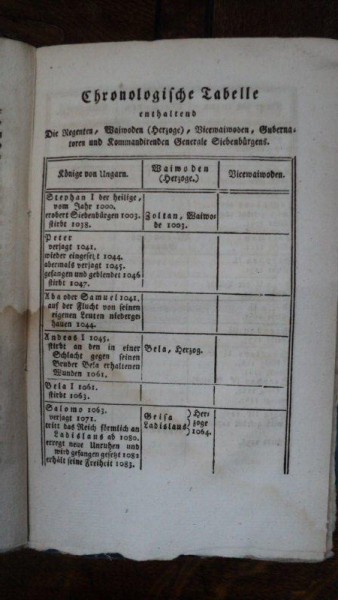 Chronologische Tabelle
enthaltend
Die Regenten, Waiwoden (Herzoge), Vicewaiwoden, Guberna-
toren und Kommandirenden Generale Siebenbürgens.
Könige von Ungarn.
Waiwoden
(Herzoge.)
Vicewaiwoden.
Stephan I der heilige,
vom Jahr 1000.
erobert Siebenbürgen 1003.
stirbt 1038.
Zoltan, Waiwo-
de 1003.
Peter
verjagt 1041.
wieder eingesetzt 1044.
abermals verjagt 1045.
gefangen und geblendet 1046
stirbt 1047.
Aba oder Samuel 1041.
auf der Flucht von seinen
eigenen Leuten niederge-
hauen 1044.
Andreas I 1045.
stirbt an den in einer
Schlacht gegen seinen
Bruder Bela erhaltenen
Wunden 1061.
Bela, Herzog.
Bela I 1061.
stirbt 1063.
Salomo 1063.
verjagt 1071.
tritt das Reich förmlich an
Ladislaus ab 1080.
erregt neue Unruhen und
wird gefangen gesetzt 1081
erhält seine Freiheit 1083.
Geisa ) Her-
Ladislaus ) zoge
) 1064.